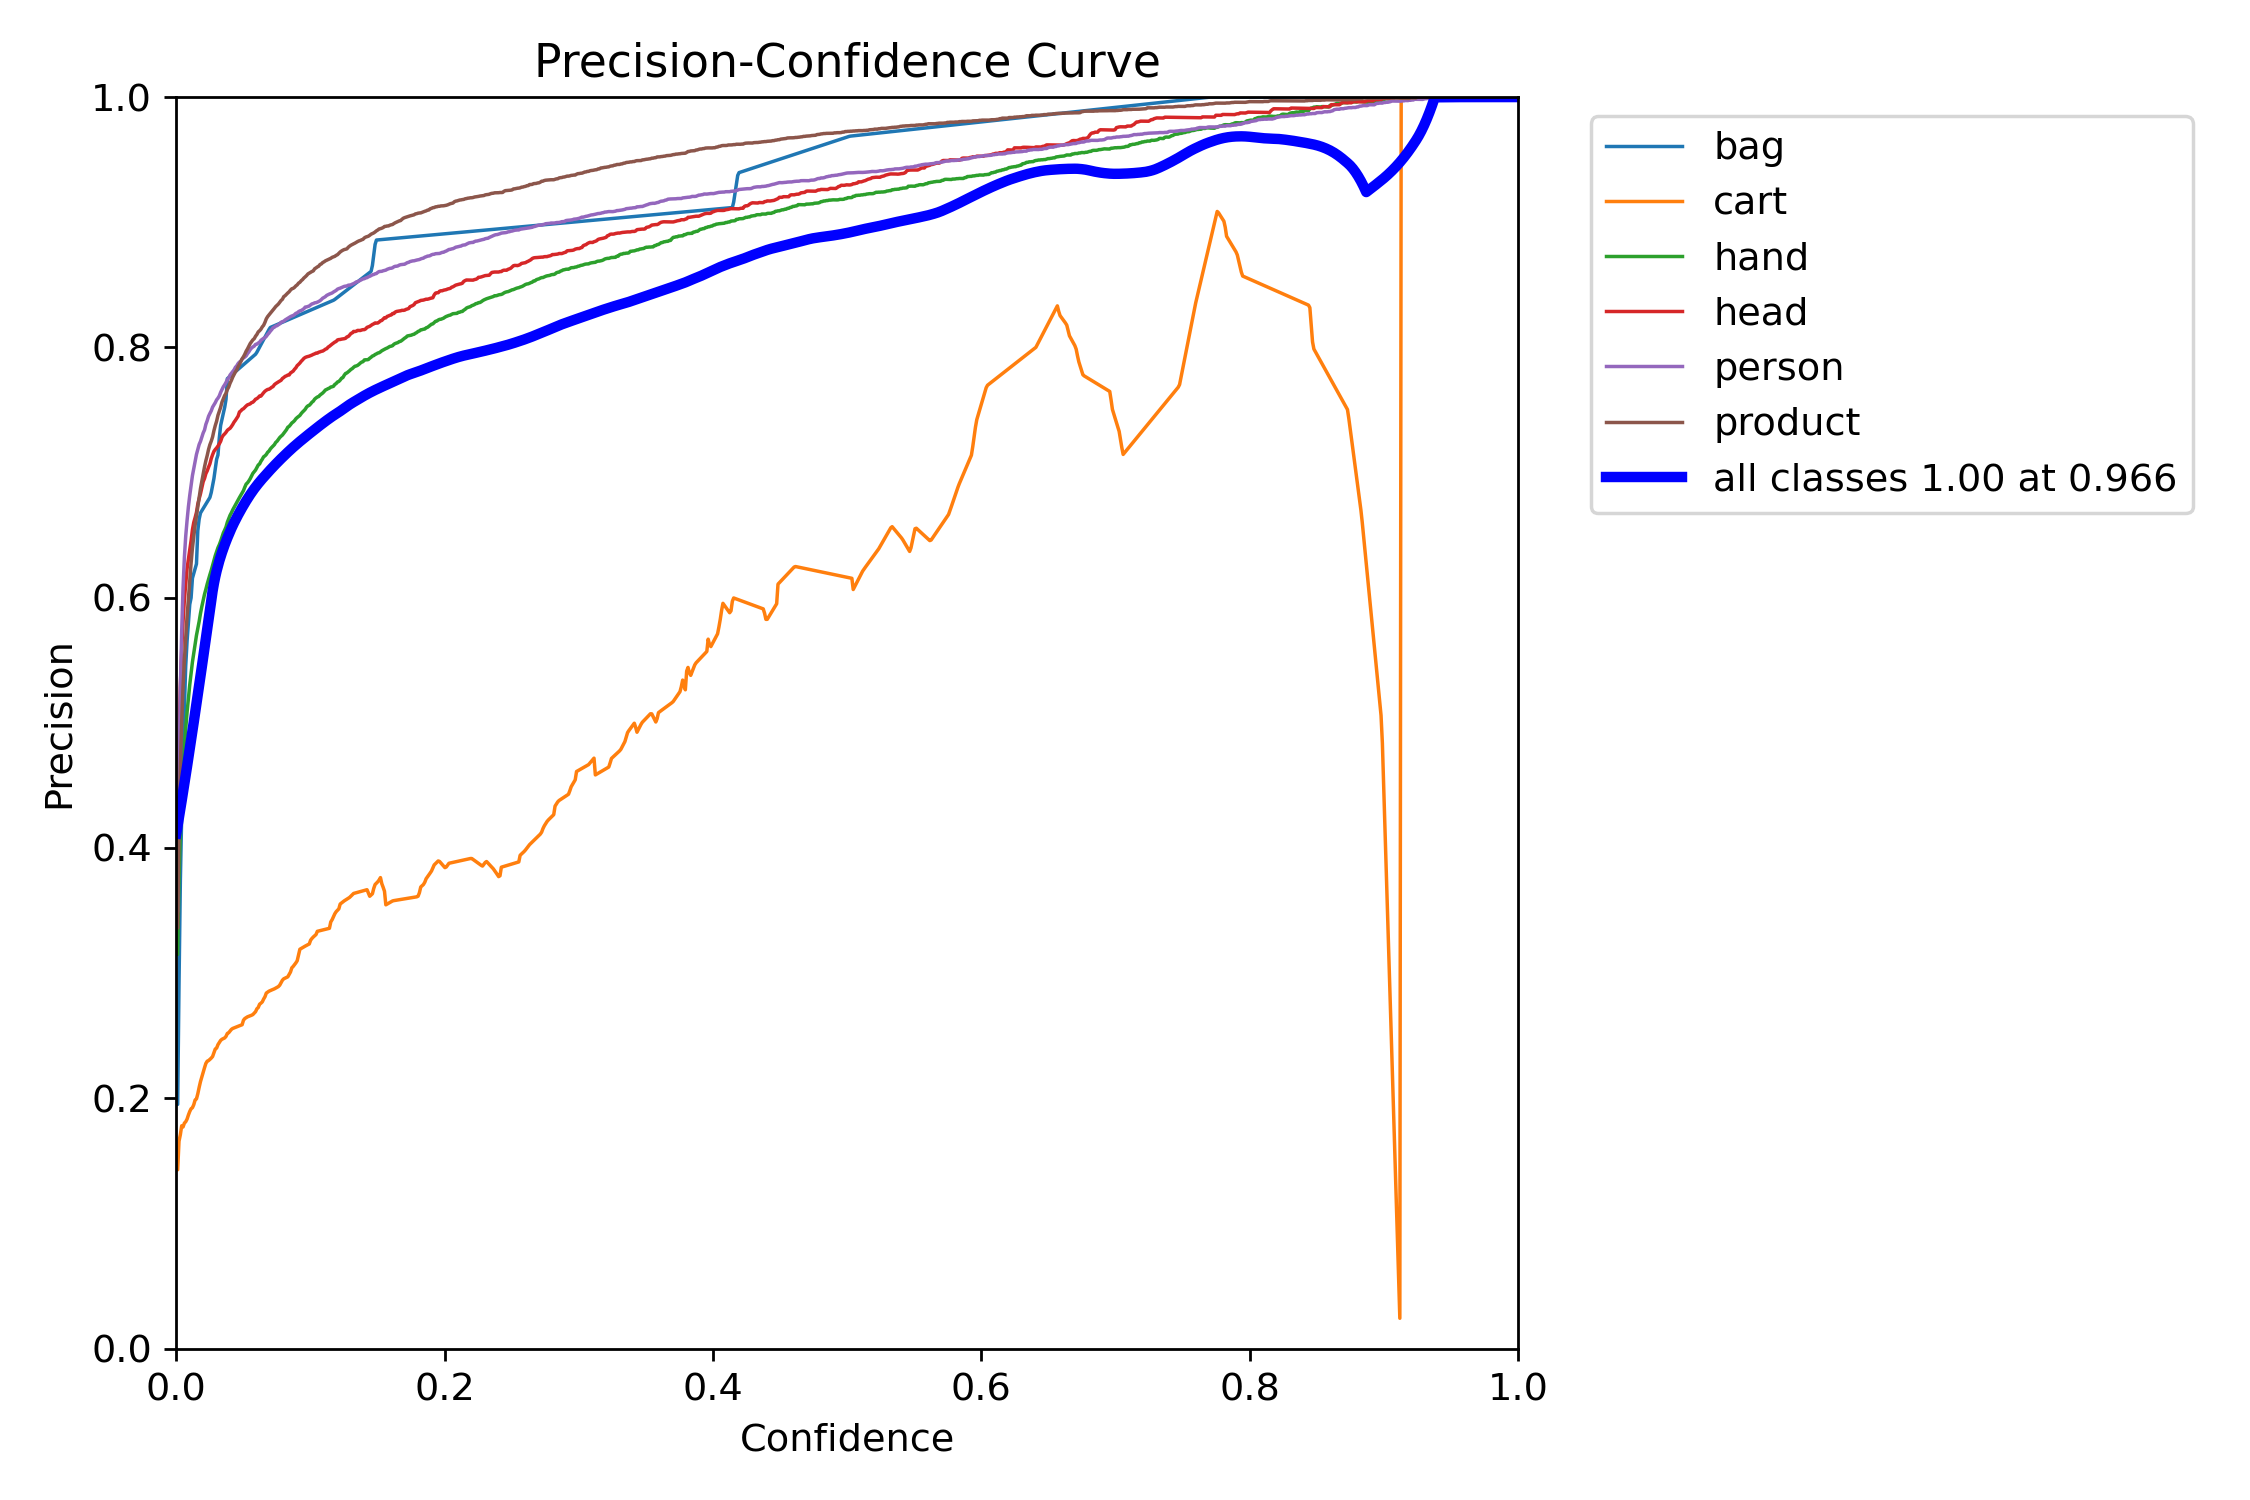 Precision-Confidence Curve
1.0
0.8
0.6
0.4
0.2
0.0
Precision
0.0 0.2 0.4 0.6 0.8 1.0
Confidence
bag
cart
hand
head
person
product
all classes 1.00 at 0.966